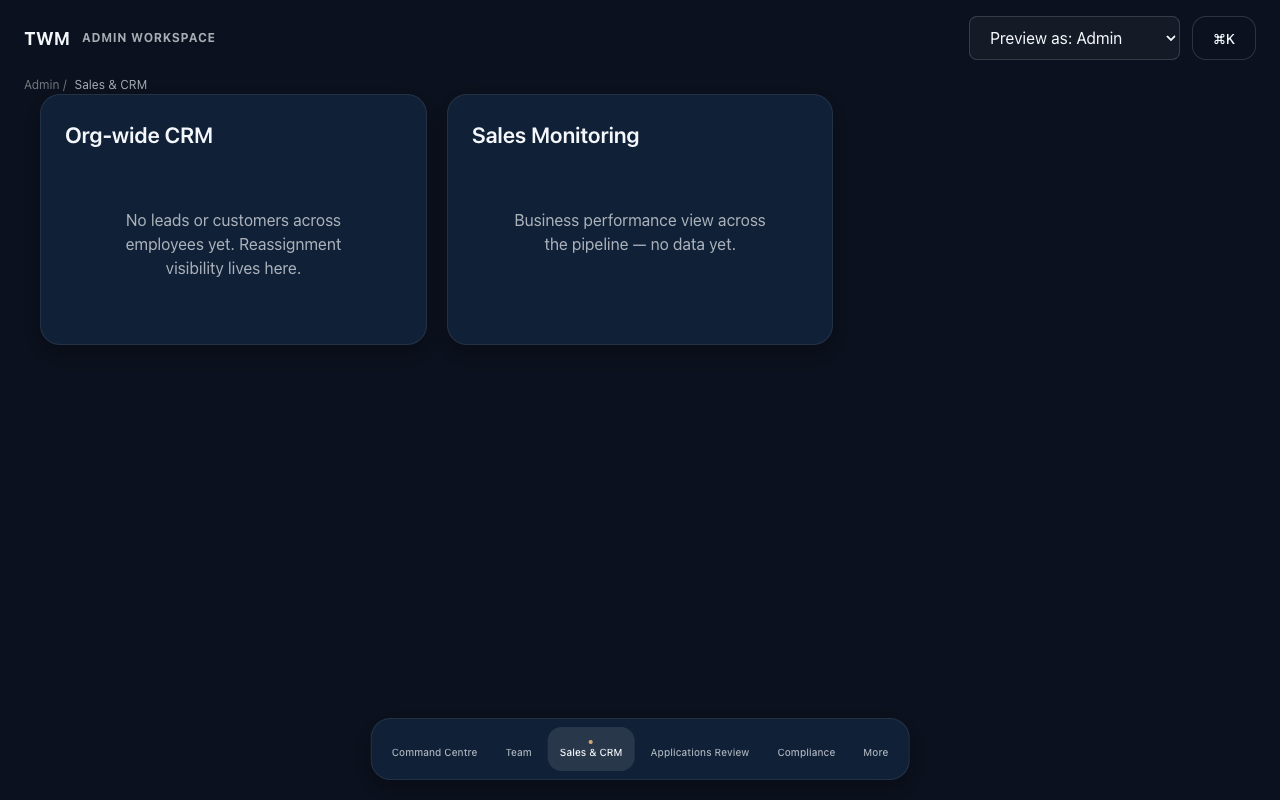 TWM ADMIN WORKSPACE
Preview as: Admin
⌘K
Admin / Sales & CRM
Org-wide CRM
No leads or customers across
employees yet. Reassignment
visibility lives here.
Sales Monitoring
Business performance view across
the pipeline — no data yet.
Command Centre
Team
Sales & CRM
Applications Review
Compliance
More